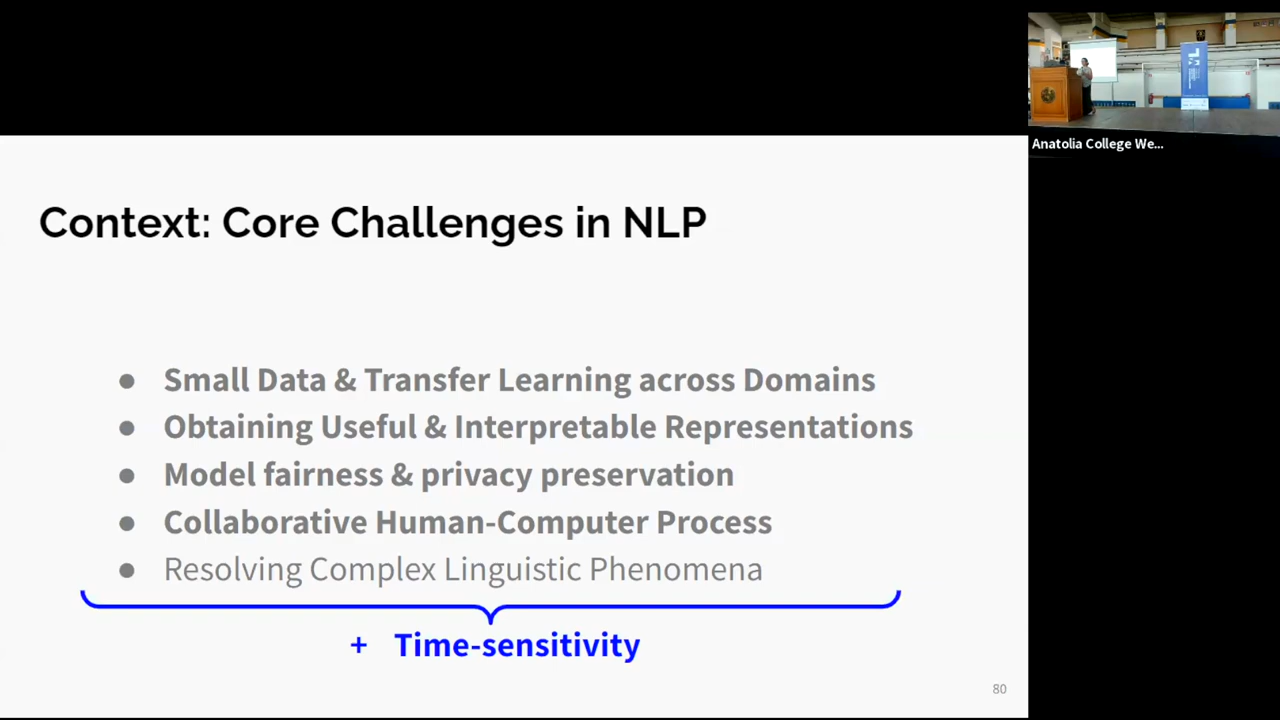 Context: Core Challenges in NLP
● Small Data & Transfer Learning across Domains
● Obtaining Useful & Interpretable Representations
● Model fairness & privacy preservation
● Collaborative Human-Computer Process
● Resolving Complex Linguistic Phenomena
+ Time-sensitivity
80
Anatolia College We...